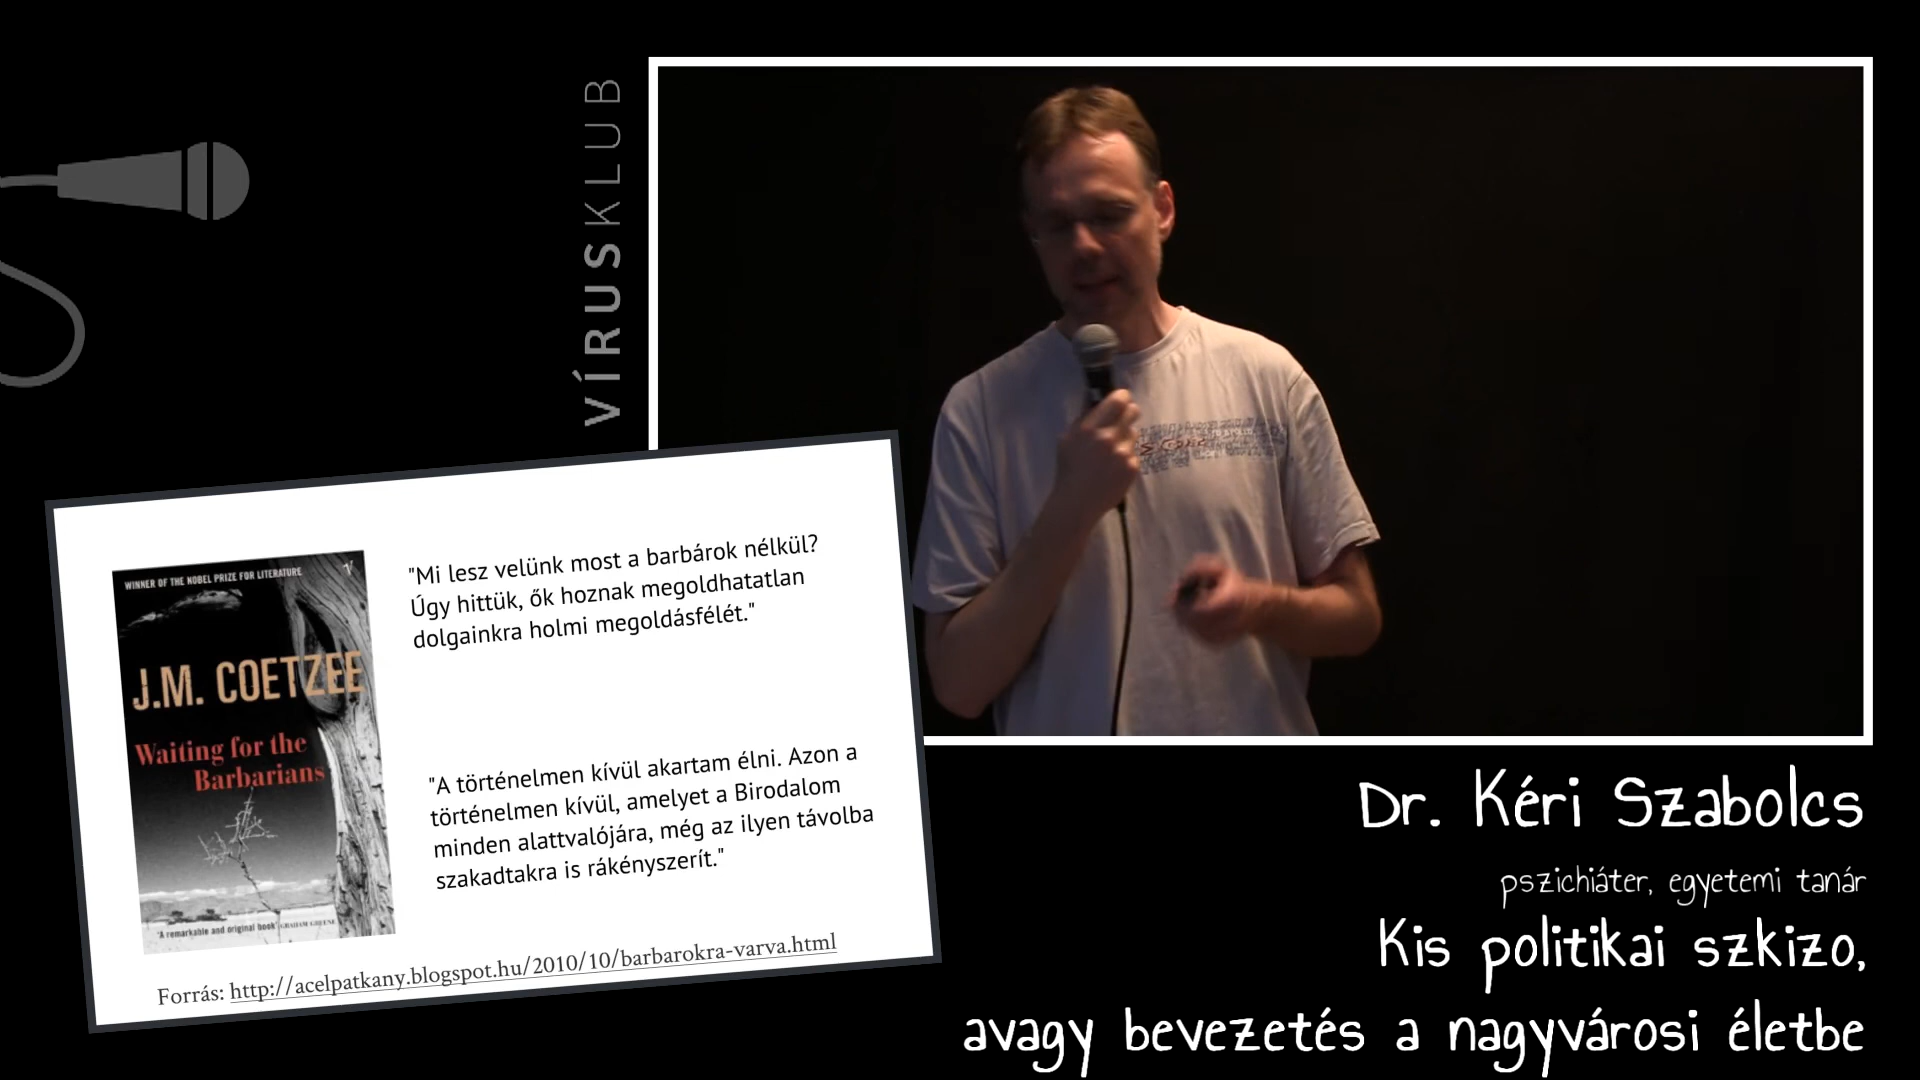 VÍRUSKLUB
WINNER OF THE NOBEL PRIZE FOR LITERATURE
J.M. COETZEE
Waiting for the
Barbarians
'A remarkable and original book' GRAHAM GREENE
"Mi lesz velünk most a barbárok nélkül?
Úgy hittük, ők hoznak megoldhatatlan
dolgainkra holmi megoldásfélét."
"A történelmen kívül akartam élni. Azon a
történelmen kívül, amelyet a Birodalom
minden alattvalójára, még az ilyen távolba
szakadtakra is rákényszerít."
Forrás: http://acelpatkany.blogspot.hu/2010/10/barbarokra-varva.html
Dr. Kéri Szabolcs
pszichiáter, egyetemi tanár
Kis politikai szkizo,
avagy bevezetés a nagyvárosi életbe